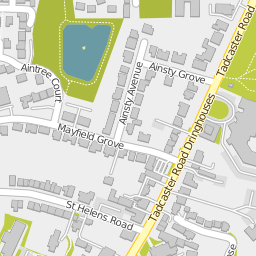 Tadcaster Road
Ainsty Grove
Ainsty Avenue
Aintree Court
Mayfield Grove
Tadcaster Road Dringhouses
St Helens Road